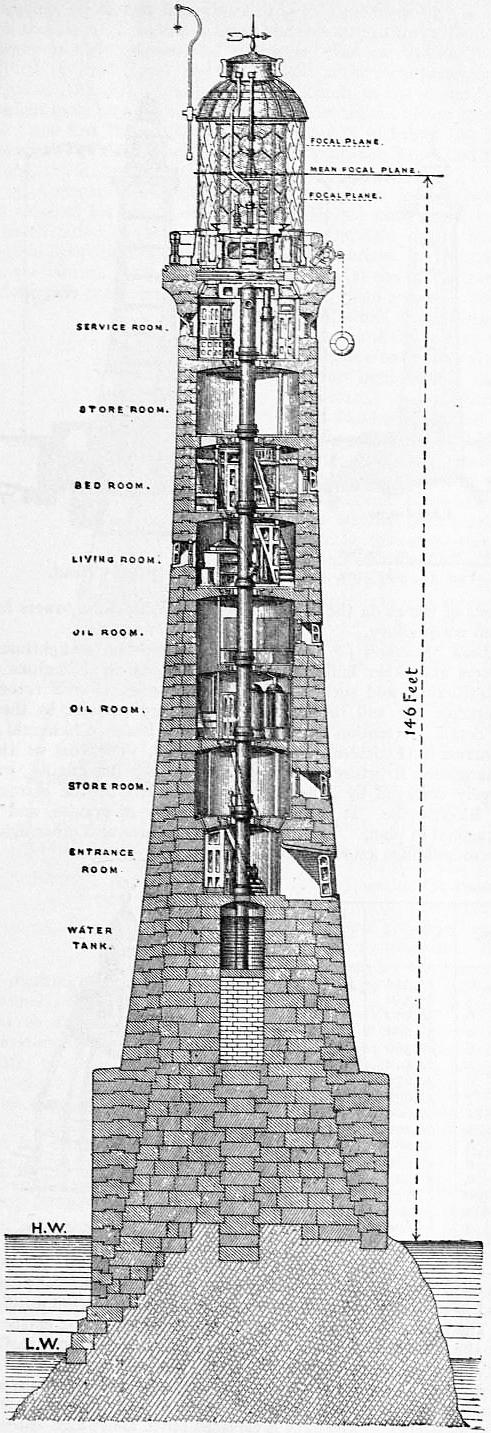 FOCAL PLANE.
MEAN FOCAL PLANE.
FOCAL PLANE.
SERVICE ROOM.
STORE ROOM.
BED ROOM.
LIVING ROOM.
OIL ROOM.
OIL ROOM.
146 Feet
STORE ROOM.
ENTRANCE
ROOM
WATER
TANK.
H.W.
L.W.